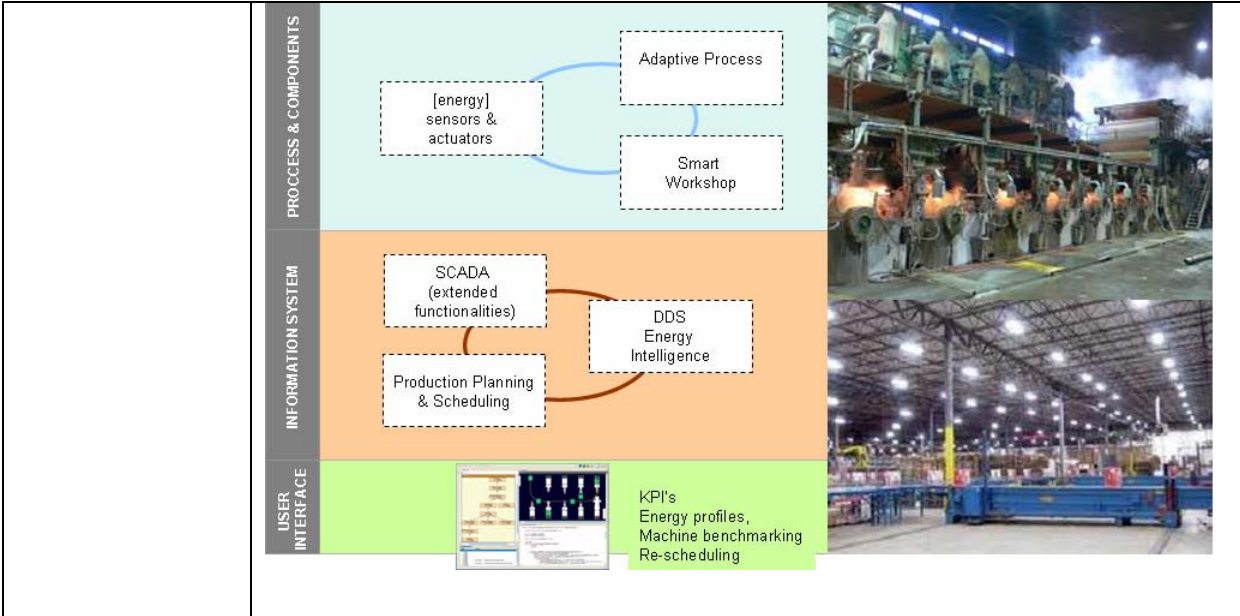 PROCCESS & COMPONENTS
[energy]
sensors &
actuators
Adaptive Process
Smart
Workshop
INFORMATION SYSTEM
SCADA
(extended
functionalities)
DDS
Energy
Intelligence
Production Planning
& Scheduling
USER
INTERFACE
KPI's
Energy profiles,
Machine benchmarking
Re-scheduling